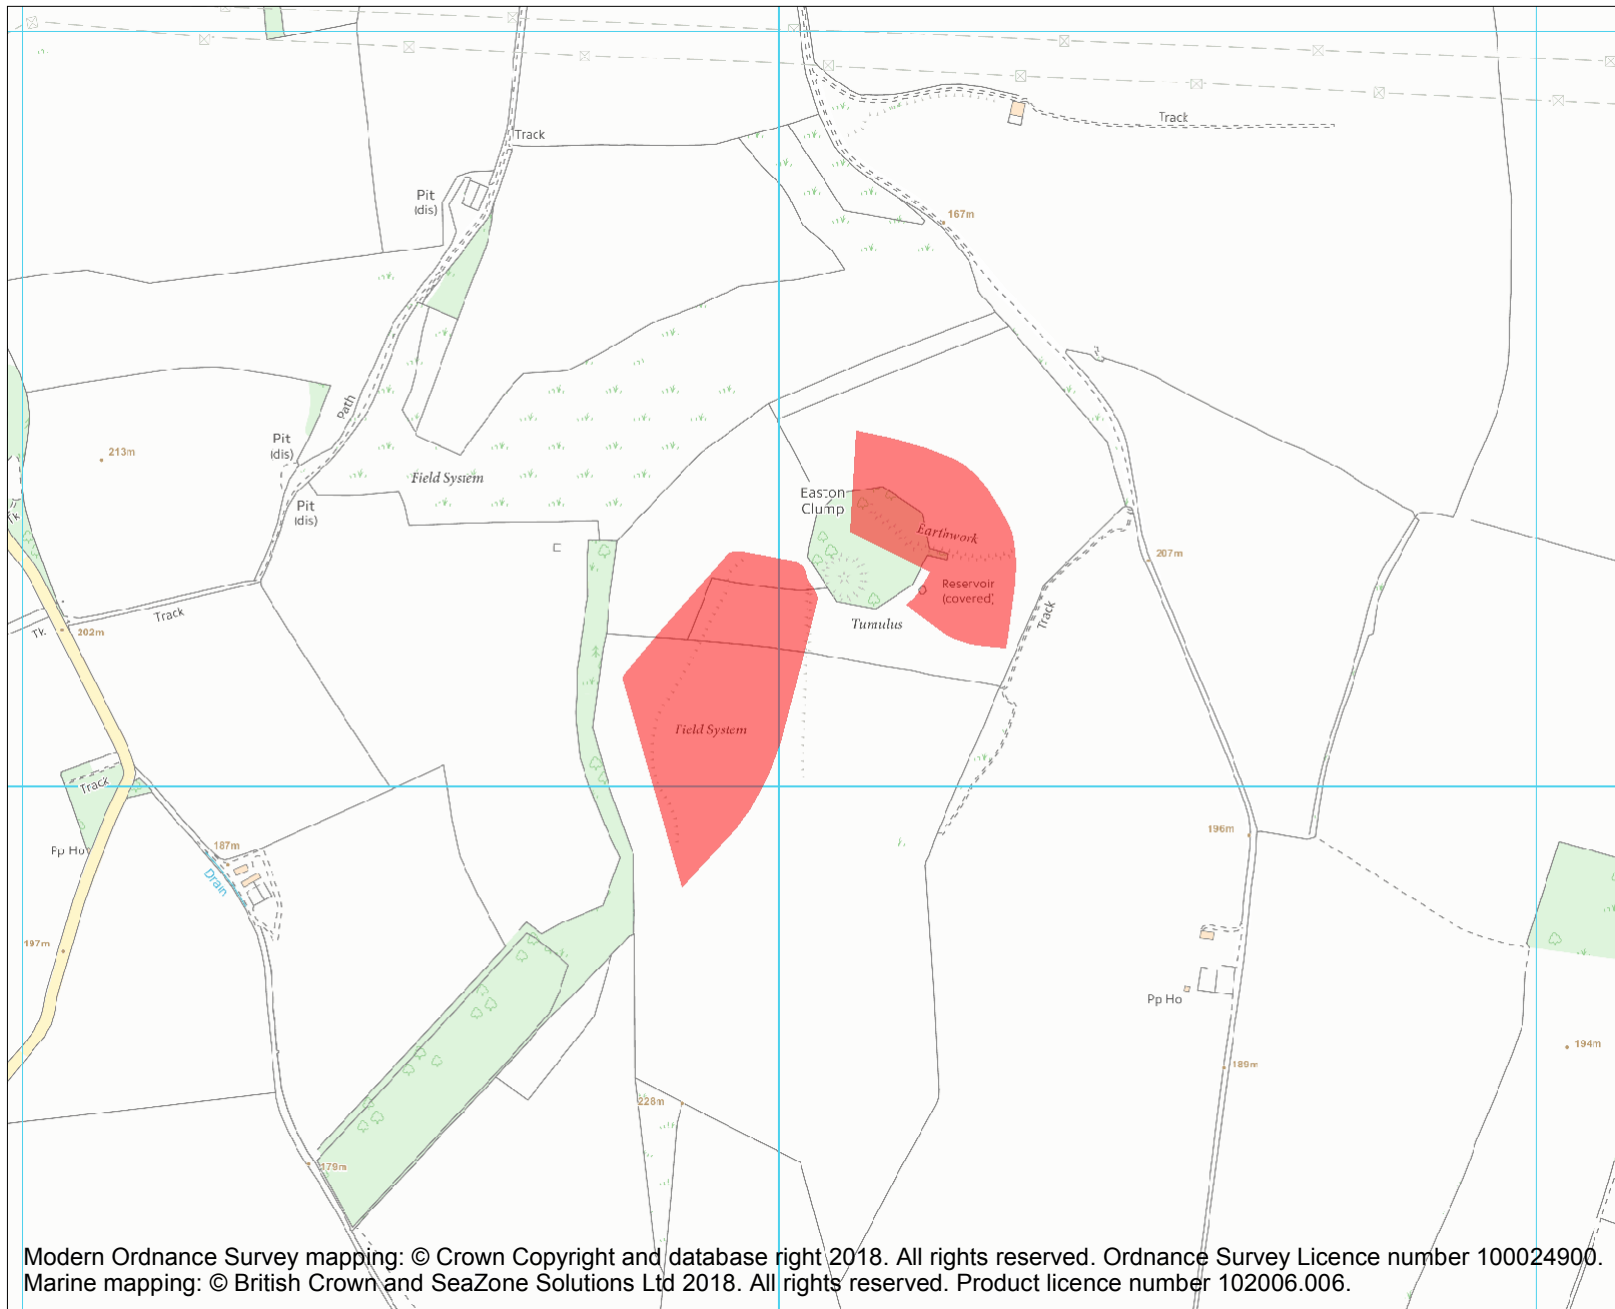 Track
Track
Pit
(dis)
167m
Path
213m
Pit
(dis)
Field System
Pit
(dis)
Easton
Clump
Earthwork
Tk
207m
Reservoir
(covered)
Track
Track
Tk.
202m
Tumulus
Field System
Track
196m
187m
Pp Ho
Drain
197m
Pp Ho
194m
189m
228m
179m
Modern Ordnance Survey mapping: © Crown Copyright and database right 2018. All rights reserved. Ordnance Survey Licence number 100024900.
Marine mapping: © British Crown and SeaZone Solutions Ltd 2018. All rights reserved. Product licence number 102006.006.